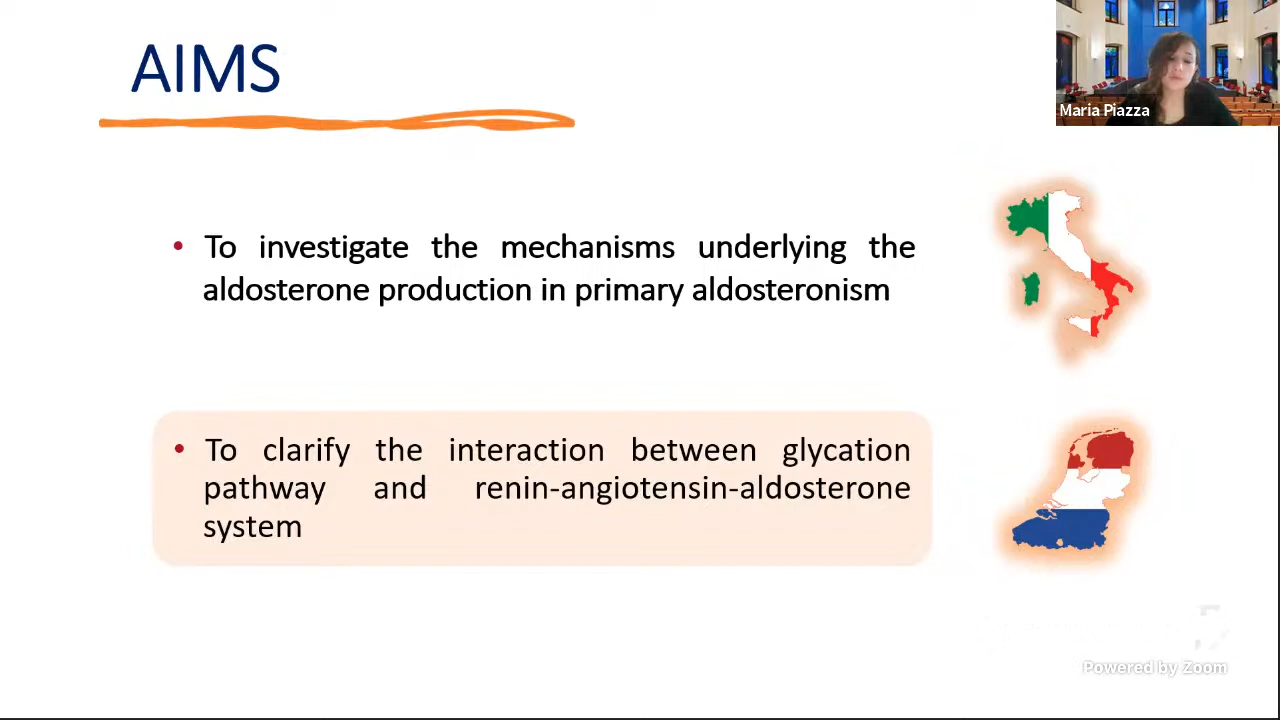 AIMS
Maria Piazza
• To investigate the mechanisms underlying the
aldosterone production in primary aldosteronism
• To clarify the interaction between glycation
pathway and renin-angiotensin-aldosterone
system
Powered by Zoom